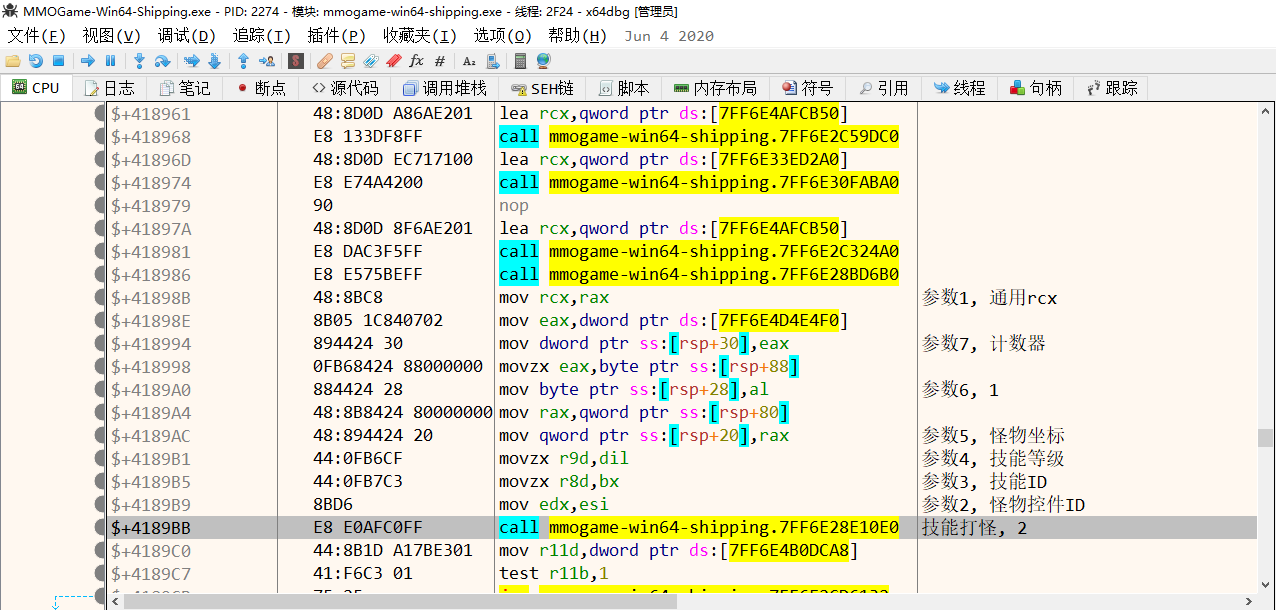 MMOGame-Win64-Shipping.exe - PID: 2274 - 模块: mmogame-win64-shipping.exe - 线程: 2F24 - x64dbg [管理员]
文件(F) 视图(V) 调试(D) 追踪(T) 插件(P) 收藏夹(I) 选项(O) 帮助(H) Jun 4 2020
CPU 日志 笔记 断点 源代码 调用堆栈 SEH链 脚本 内存布局 符号 引用 线程 句柄 跟踪
$+418961 48:8D0D A86AE201 lea rcx,qword ptr ds:[7FF6E4AFCB50]
$+418968 E8 133DF8FF call mmogame-win64-shipping.7FF6E2C59DC0
$+41896D 48:8D0D EC717100 lea rcx,qword ptr ds:[7FF6E33ED2A0]
$+418974 E8 E74A4200 call mmogame-win64-shipping.7FF6E30FABA0
$+418979 90 nop
$+41897A 48:8D0D 8F6AE201 lea rcx,qword ptr ds:[7FF6E4AFCB50]
$+418981 E8 DAC3F5FF call mmogame-win64-shipping.7FF6E2C324A0
$+418986 E8 E575BEFF call mmogame-win64-shipping.7FF6E28BD6B0
$+41898B 48:8BC8 mov rcx,rax 参数1, 通用rcx
$+41898E 8B05 1C840702 mov eax,dword ptr ds:[7FF6E4D4E4F0]
$+418994 894424 30 mov dword ptr ss:[rsp+30],eax 参数7, 计数器
$+418998 0FB68424 88000000 movzx eax,byte ptr ss:[rsp+88]
$+4189A0 884424 28 mov byte ptr ss:[rsp+28],al 参数6, 1
$+4189A4 48:8B8424 80000000 mov rax,qword ptr ss:[rsp+80]
$+4189AC 48:894424 20 mov qword ptr ss:[rsp+20],rax 参数5, 怪物坐标
$+4189B1 44:0FB6CF movzx r9d,dil 参数4, 技能等级
$+4189B5 44:0FB7C3 movzx r8d,bx 参数3, 技能ID
$+4189B9 8BD6 mov edx,esi 参数2, 怪物控件ID
$+4189BB E8 E0AFC0FF call mmogame-win64-shipping.7FF6E28E10E0 技能打怪, 2
$+4189C0 44:8B1D A17BE301 mov r11d,dword ptr ds:[7FF6E4B0DCA8]
$+4189C7 41:F6C3 01 test r11b,1